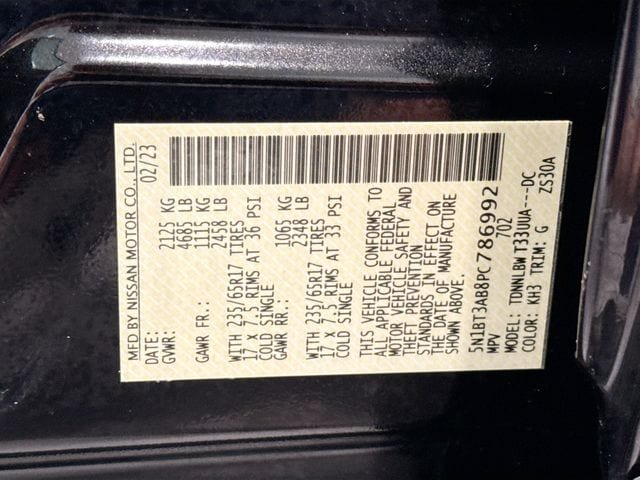 MFD BY NISSAN MOTOR CO., LTD.
DATE: 02/23
GVWR: 2125 KG
4685 LB
GAWR FR.: 1115 KG
2458 LB
WITH 235/65R17 TIRES
17 X 7.5 RIMS AT 36 PSI
COLD SINGLE
GAWR RR: 1065 KG
2348 LB
WITH 235/65R17 TIRES
17 X 7.5 RIMS AT 33 PSI
COLD SINGLE
THIS VEHICLE CONFORMS TO
ALL APPLICABLE FEDERAL
MOTOR VEHICLE SAFETY AND
THEFT PREVENTION
STANDARDS IN EFFECT ON
THE DATE OF MANUFACTURE
SHOWN ABOVE.
5N1BT3AB8PC786992
MPV 702
MODEL: TDNNLBW T33UUA----DC
COLOR: KH3 TRIM: G ZS30A